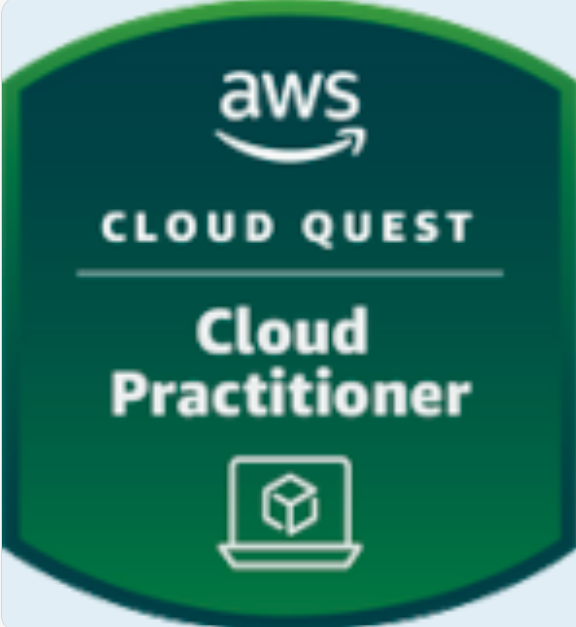 aws
CLOUD QUEST
Cloud
Practitioner